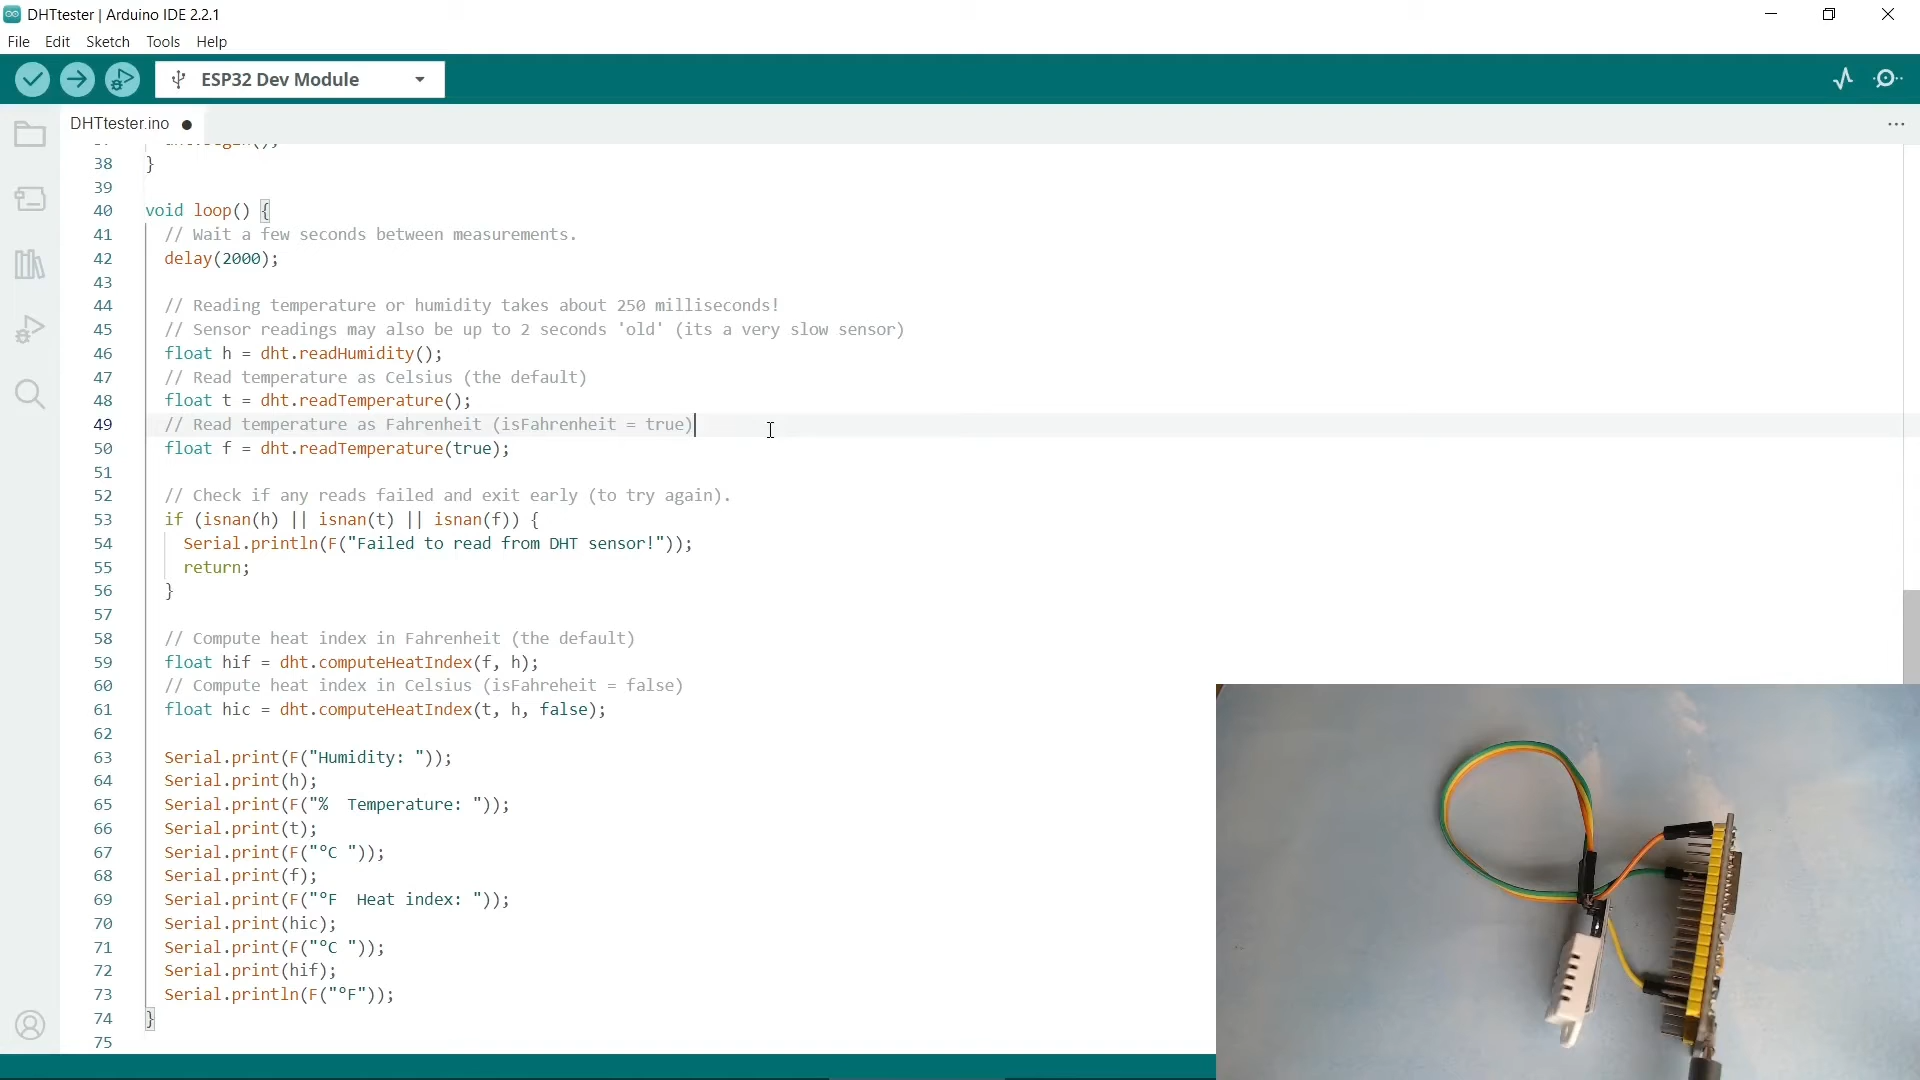 DHTtester | Arduino IDE 2.2.1
File Edit Sketch Tools Help
ESP32 Dev Module
DHTtester.ino
38 }
39
40 void loop() {
41 // Wait a few seconds between measurements.
42 delay(2000);
43
44 // Reading temperature or humidity takes about 250 milliseconds!
45 // Sensor readings may also be up to 2 seconds 'old' (its a very slow sensor)
46 float h = dht.readHumidity();
47 // Read temperature as Celsius (the default)
48 float t = dht.readTemperature();
49 // Read temperature as Fahrenheit (isFahrenheit = true)
50 float f = dht.readTemperature(true);
51
52 // Check if any reads failed and exit early (to try again).
53 if (isnan(h) || isnan(t) || isnan(f)) {
54 Serial.println(F("Failed to read from DHT sensor!"));
55 return;
56 }
57
58 // Compute heat index in Fahrenheit (the default)
59 float hif = dht.computeHeatIndex(f, h);
60 // Compute heat index in Celsius (isFahreheit = false)
61 float hic = dht.computeHeatIndex(t, h, false);
62
63 Serial.print(F("Humidity: "));
64 Serial.print(h);
65 Serial.print(F("%  Temperature: "));
66 Serial.print(t);
67 Serial.print(F("°C "));
68 Serial.print(f);
69 Serial.print(F("°F  Heat index: "));
70 Serial.print(hic);
71 Serial.print(F("°C "));
72 Serial.print(hif);
73 Serial.println(F("°F"));
74 }
75